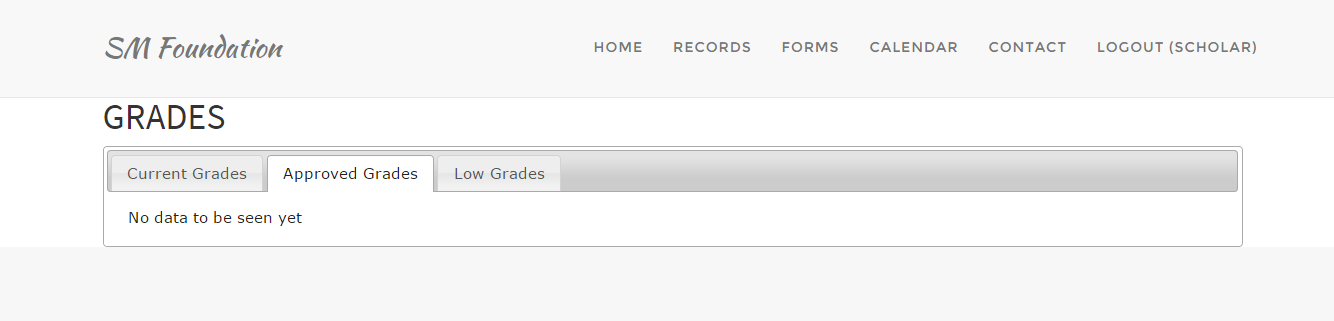 SM Foundation HOME RECORDS FORMS CALENDAR CONTACT LOGOUT (SCHOLAR)
GRADES
Current Grades Approved Grades Low Grades
No data to be seen yet